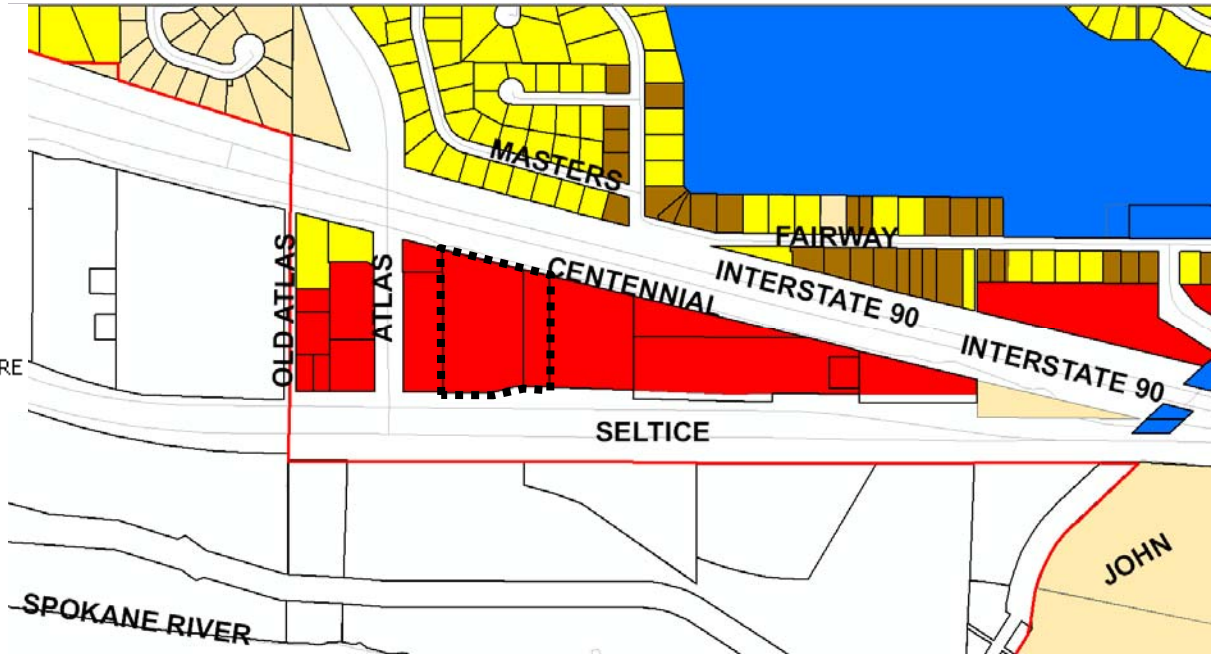 MASTERS
FAIRWAY
OLD ATLAS
ATLAS
CENTENNIAL
INTERSTATE 90
INTERSTATE 90
RE
SELTICE
JOHN
SPOKANE RIVER